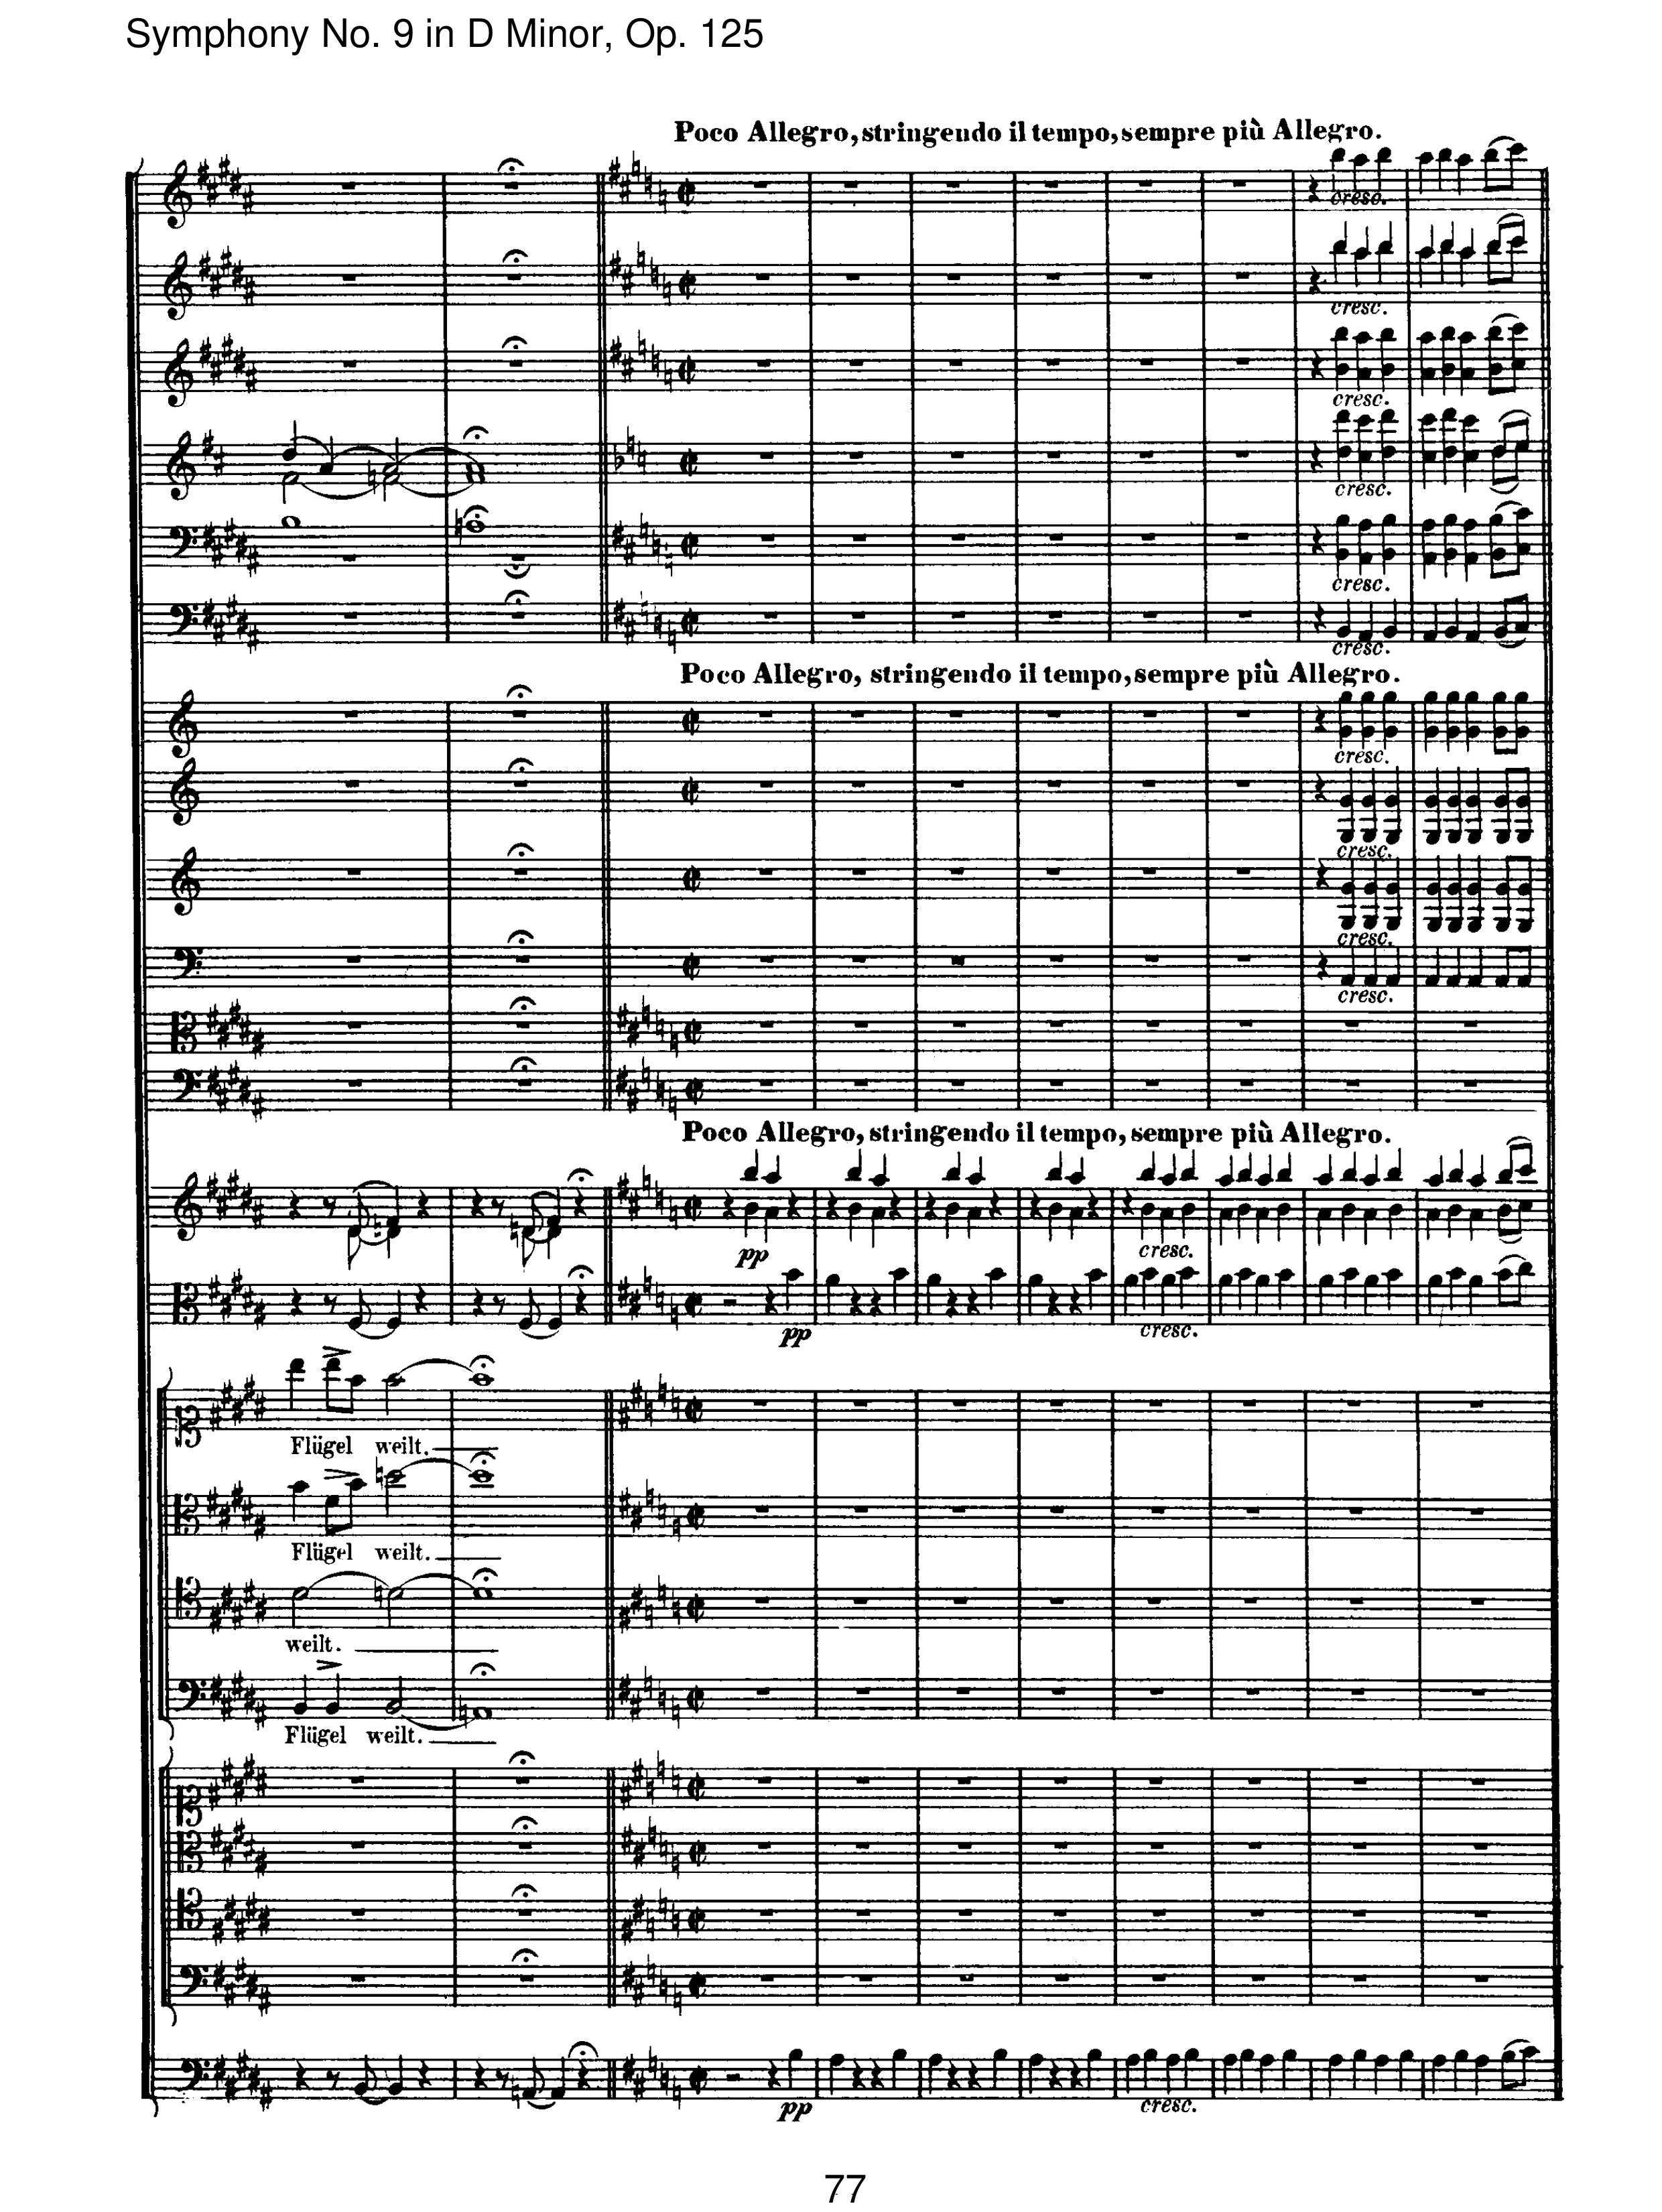 Symphony No. 9 in D Minor, Op. 125
Poco Allegro, stringendo il tempo, sempre più Allegro.
cresc.
cresc.
cresc.
cresc.
cresc.
cresc.
Poco Allegro, stringendo il tempo, sempre più Allegro.
cresc.
cresc.
cresc.
cresc.
Poco Allegro, stringendo il tempo, sempre più Allegro.
pp cresc.
pp cresc.
Flügel weilt.
Flügel weilt.
weilt.
Flügel weilt.
pp cresc.
77